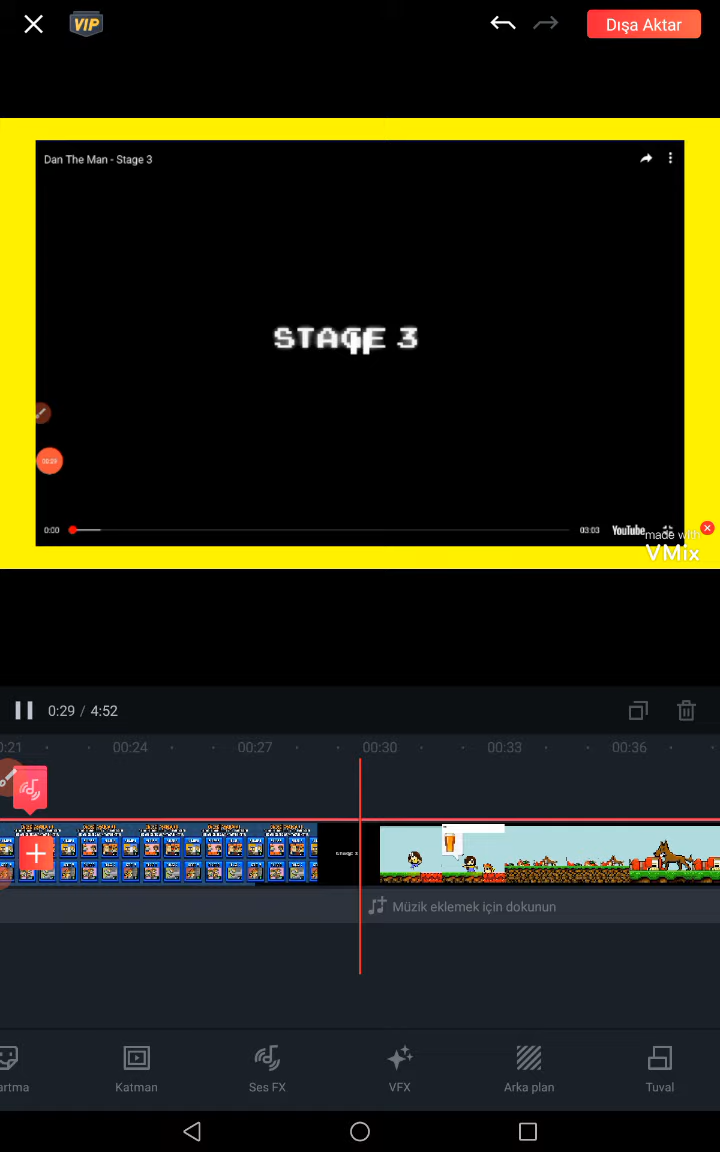 VIP
Dışa Aktar
Dan The Man - Stage 3
STAGE 3
00:29
0:00
03:03
YouTube
made with
VMix
0:29 / 4:52
0:21
00:24
00:27
00:30
00:33
00:36
Müzik eklemek için dokunun
artma
Katman
Ses FX
VFX
Arka plan
Tuval